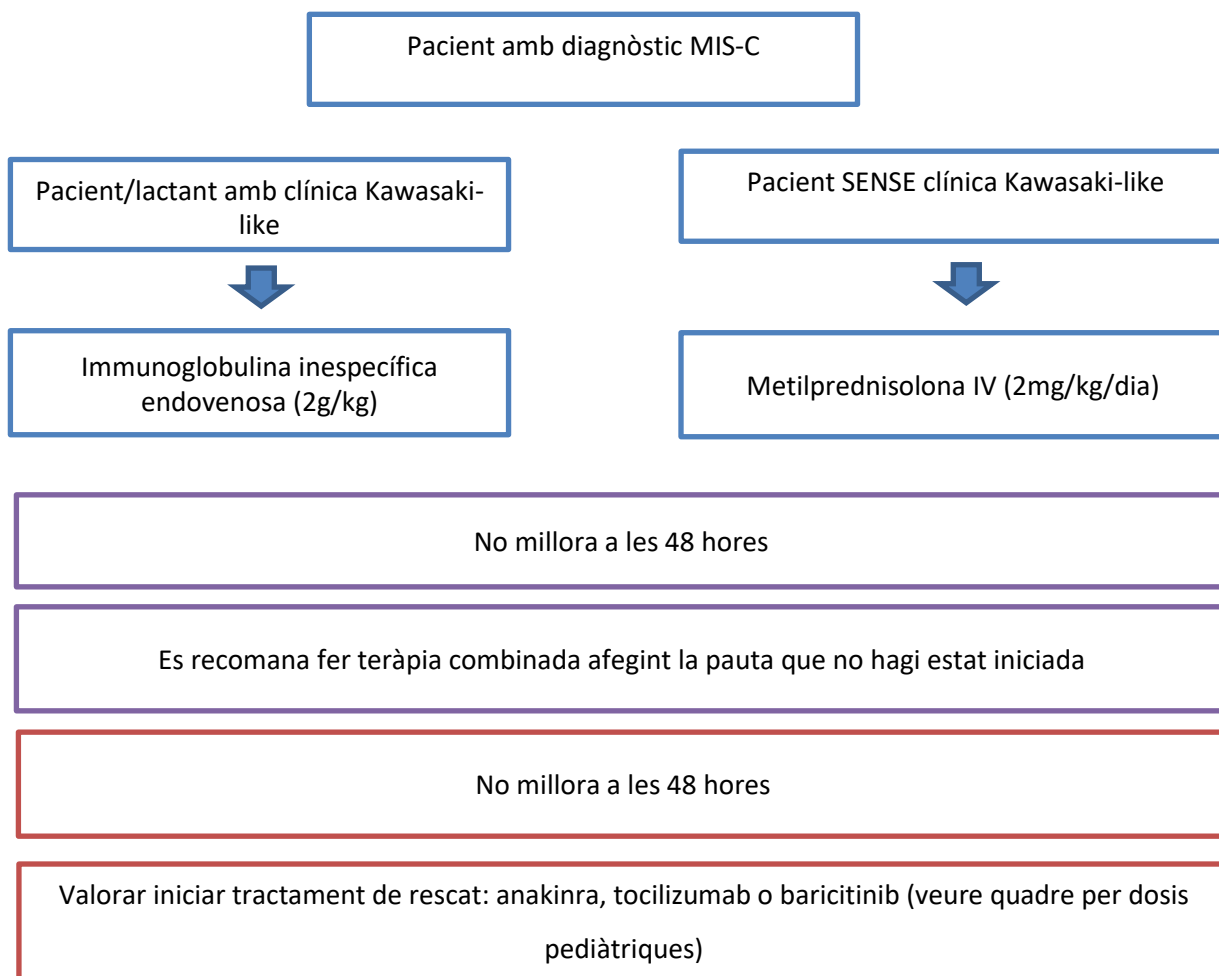 Pacient amb diagnòstic MIS-C
Pacient/lactant amb clínica Kawasaki-
like
Pacient SENSE clínica Kawasaki-like
Immunoglobulina inespecífica
endovenosa (2g/kg)
Metilprednisolona IV (2mg/kg/dia)
No millora a les 48 hores
Es recomana fer teràpia combinada afegint la pauta que no hagi estat iniciada
No millora a les 48 hores
Valorar iniciar tractament de rescat: anakinra, tocilizumab o baricitinib (veure quadre per dosis
pediàtriques)